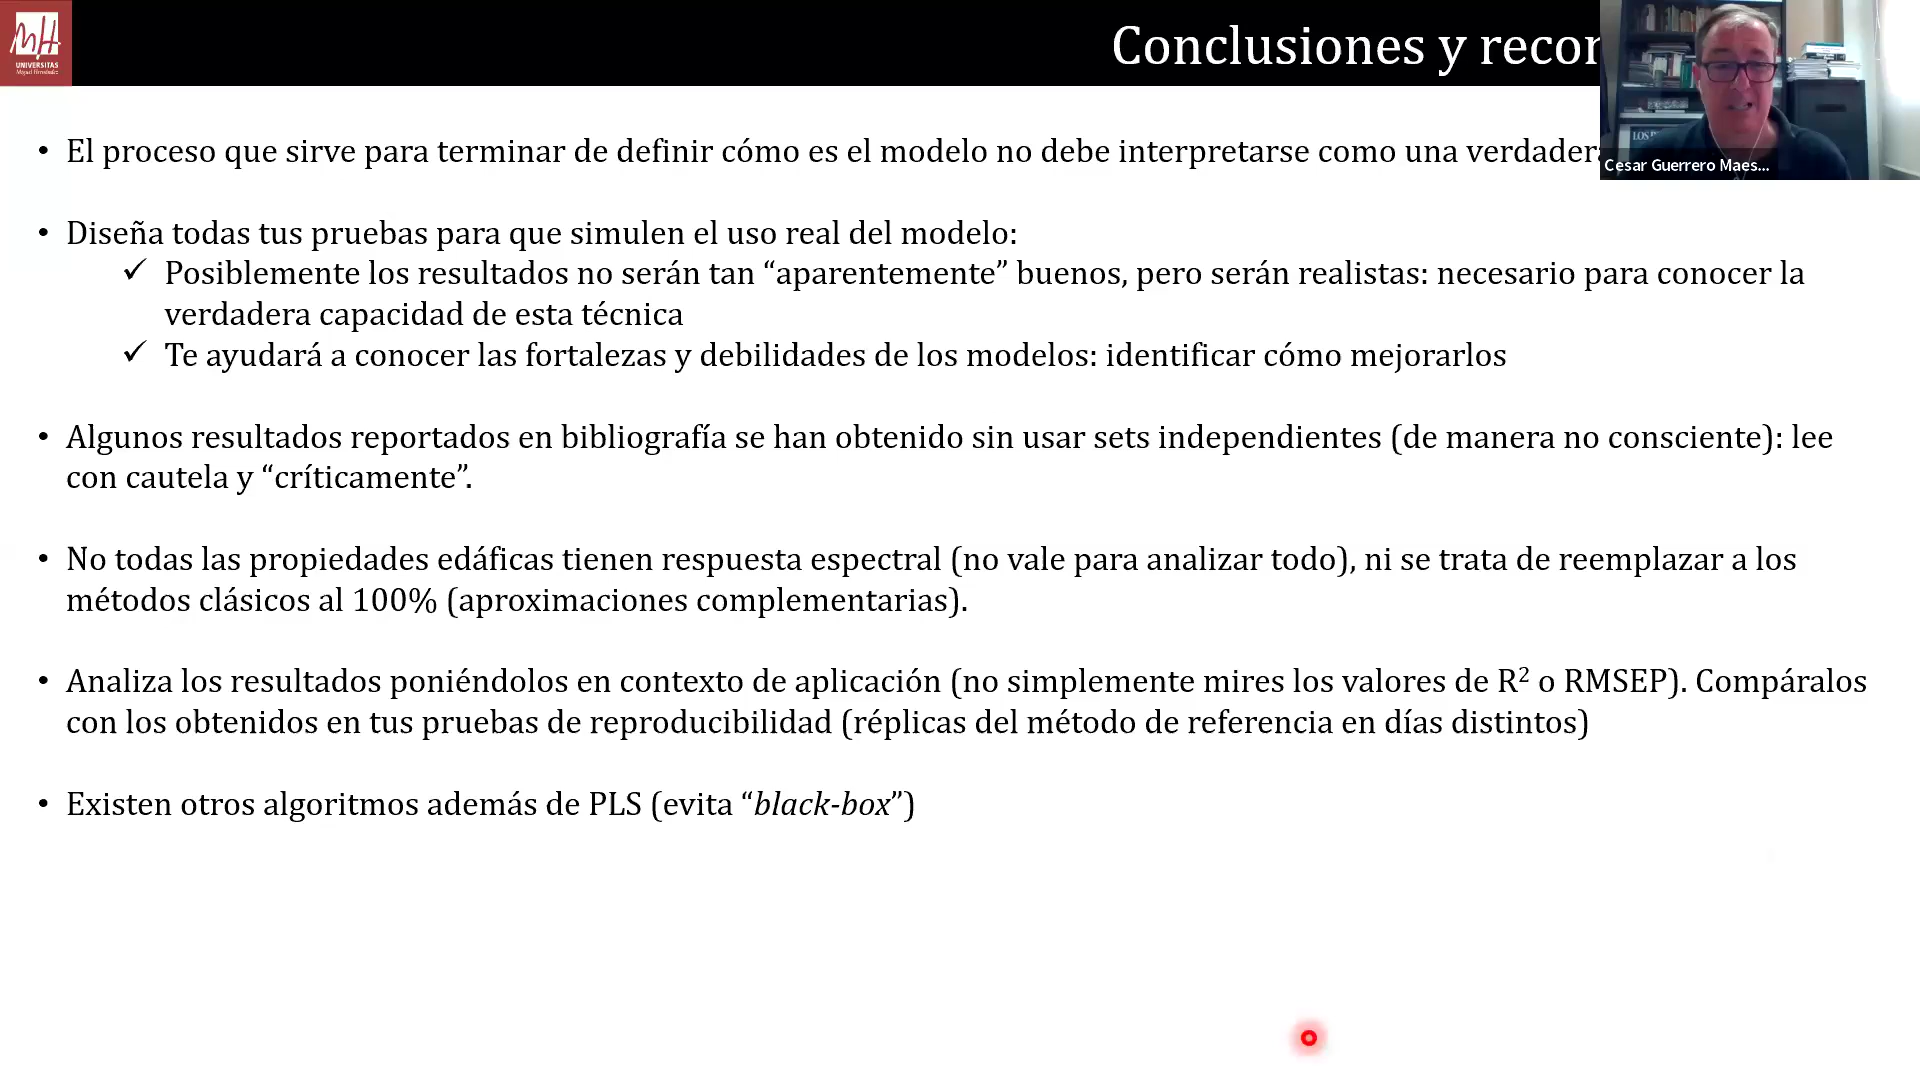 UNIVERSITAS
Miguel Hernández
Conclusiones y recor
El proceso que sirve para terminar de definir cómo es el modelo no debe interpretarse como una verdadera
Cesar Guerrero Maes...
• Diseña todas tus pruebas para que simulen el uso real del modelo:
✓ Posiblemente los resultados no serán tan “aparentemente” buenos, pero serán realistas: necesario para conocer la
verdadera capacidad de esta técnica
✓ Te ayudará a conocer las fortalezas y debilidades de los modelos: identificar cómo mejorarlos
• Algunos resultados reportados en bibliografía se han obtenido sin usar sets independientes (de manera no consciente): lee
con cautela y “críticamente”.
• No todas las propiedades edáficas tienen respuesta espectral (no vale para analizar todo), ni se trata de reemplazar a los
métodos clásicos al 100% (aproximaciones complementarias).
• Analiza los resultados poniéndolos en contexto de aplicación (no simplemente mires los valores de R² o RMSEP). Compáralos
con los obtenidos en tus pruebas de reproducibilidad (réplicas del método de referencia en días distintos)
• Existen otros algoritmos además de PLS (evita “black-box”)